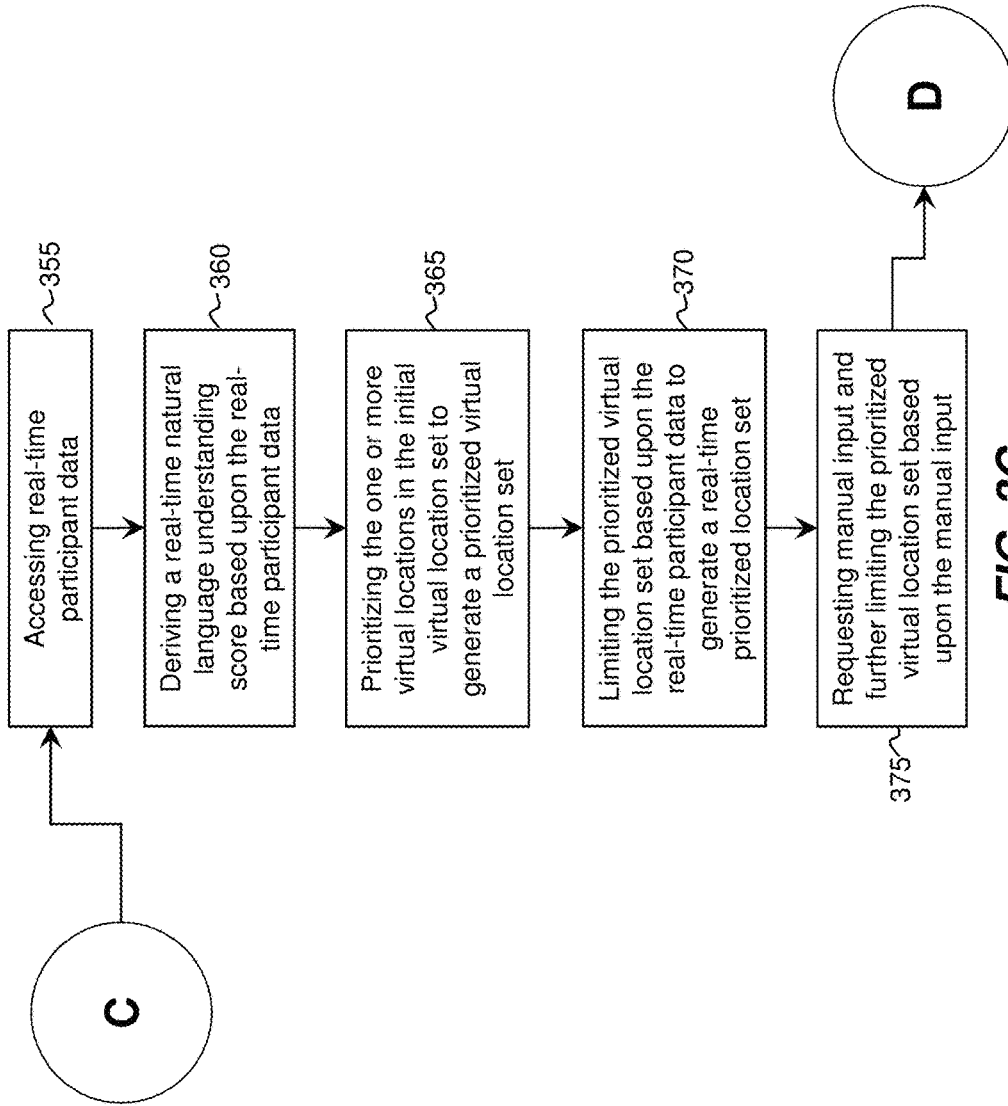 C
Accessing real-time
participant data
355
Deriving a real-time natural
language understanding
score based upon the real-
time participant data
360
Prioritizing the one or more
virtual locations in the initial
virtual location set to
generate a prioritized virtual
location set
365
Limiting the prioritized virtual
location set based upon the
real-time participant data to
generate a real-time
prioritized location set
370
Requesting manual input and
further limiting the prioritized
virtual location set based
upon the manual input
375
D